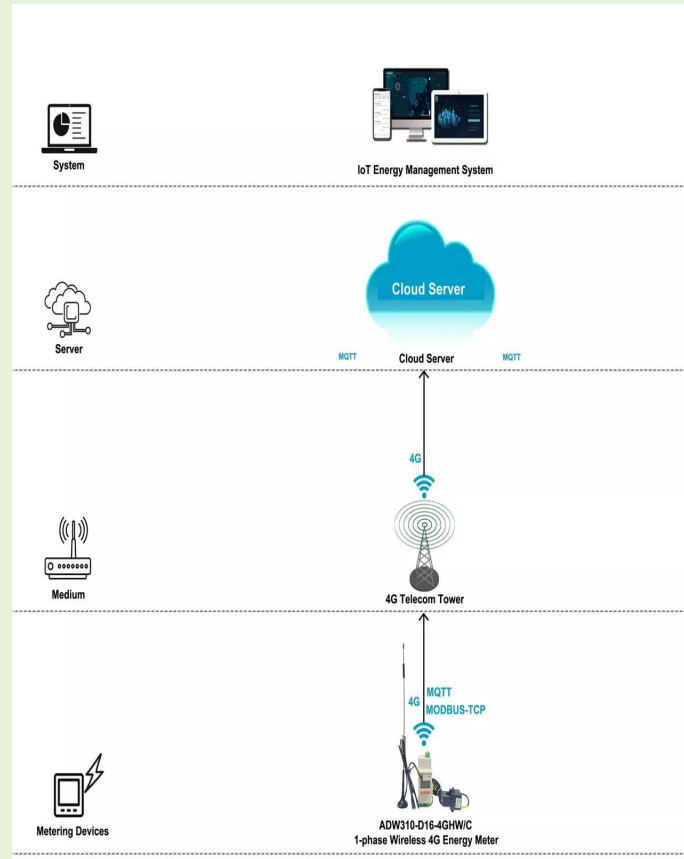 System
IoT Energy Management System
Cloud Server
Server
MQTT
Cloud Server
MQTT
4G
Medium
4G Telecom Tower
4G
MQTT
MODBUS-TCP
Metering Devices
ADW310-D16-4GHW/C
1-phase Wireless 4G Energy Meter